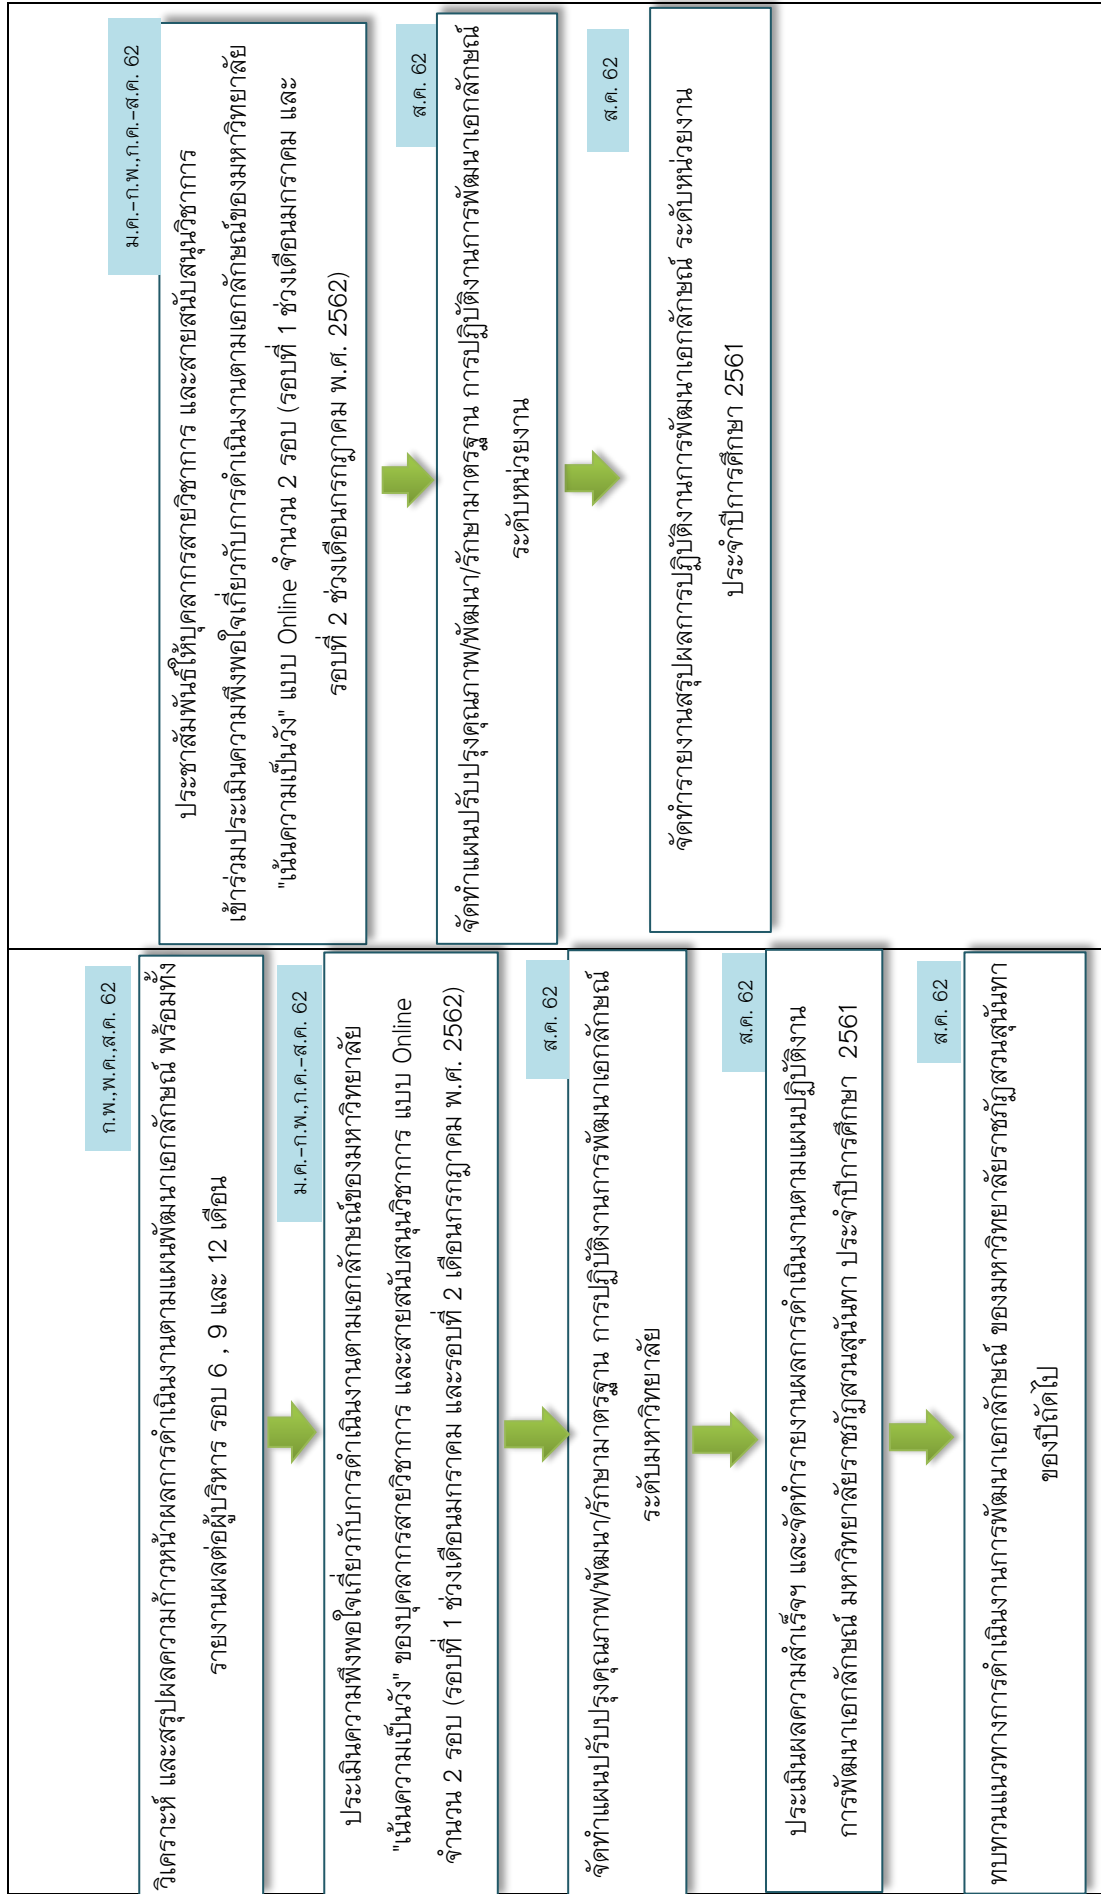 ก.พ.,พ.ค.,ส.ค. 62
วิเคราะห์ และสรุปผลความก้าวหน้าผลการดำเนินงานตามแผนพัฒนาเอกลักษณ์ พร้อมทั้ง
รายงานผลต่อผู้บริหาร รอบ 6 , 9 และ 12 เดือน
ม.ค.-ก.พ.,ก.ค.-ส.ค. 62
ประเมินความพึงพอใจเกี่ยวกับการดำเนินงานตามเอกลักษณ์ของมหาวิทยาลัย
"เน้นความเป็นวัง" ของบุคลากรสายวิชาการ และสายสนับสนุนวิชาการ แบบ Online
จำนวน 2 รอบ (รอบที่ 1 ช่วงเดือนมกราคม และรอบที่ 2 เดือนกรกฎาคม พ.ศ. 2562)
ส.ค. 62
จัดทำแผนปรับปรุงคุณภาพ/พัฒนา/รักษามาตรฐาน การปฏิบัติงานการพัฒนาเอกลักษณ์
ระดับมหาวิทยาลัย
ส.ค. 62
ประเมินผลความสำเร็จฯ และจัดทำรายงานผลการดำเนินงานตามแผนปฏิบัติงาน
การพัฒนาเอกลักษณ์ มหาวิทยาลัยราชภัฏสวนสุนันทา ประจำปีการศึกษา 2561
ส.ค. 62
ทบทวนแนวทางการดำเนินงานการพัฒนาเอกลักษณ์ ของมหาวิทยาลัยราชภัฏสวนสุนันทา
ของปีถัดไป
ม.ค.-ก.พ.,ก.ค.-ส.ค. 62
ประชาสัมพันธ์ให้บุคลากรสายวิชาการ และสายสนับสนุนวิชาการ
เข้าร่วมประเมินความพึงพอใจเกี่ยวกับการดำเนินงานตามเอกลักษณ์ของมหาวิทยาลัย
"เน้นความเป็นวัง" แบบ Online จำนวน 2 รอบ (รอบที่ 1 ช่วงเดือนมกราคม และ
รอบที่ 2 ช่วงเดือนกรกฎาคม พ.ศ. 2562)
ส.ค. 62
จัดทำแผนปรับปรุงคุณภาพ/พัฒนา/รักษามาตรฐาน การปฏิบัติงานการพัฒนาเอกลักษณ์
ระดับหน่วยงาน
ส.ค. 62
จัดทำรายงานสรุปผลการปฏิบัติงานการพัฒนาเอกลักษณ์ ระดับหน่วยงาน
ประจำปีการศึกษา 2561